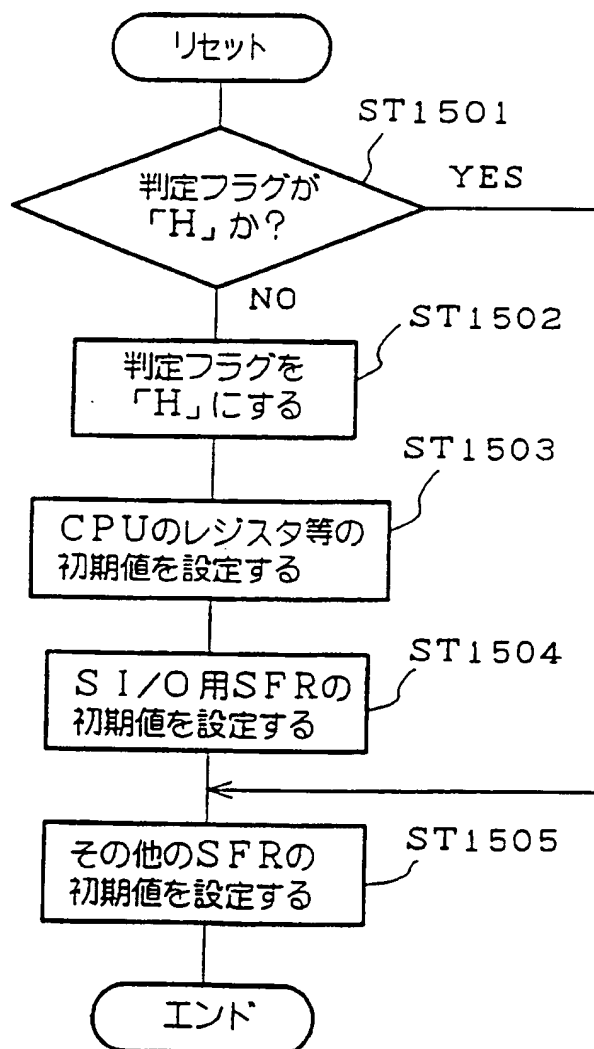 リセット
ST1501
判定フラグが
「H」か?
YES
NO
ST1502
判定フラグを
「H」にする
ST1503
CPUのレジスタ等の
初期値を設定する
ST1504
SI/O用SFRの
初期値を設定する
ST1505
その他のSFRの
初期値を設定する
エンド